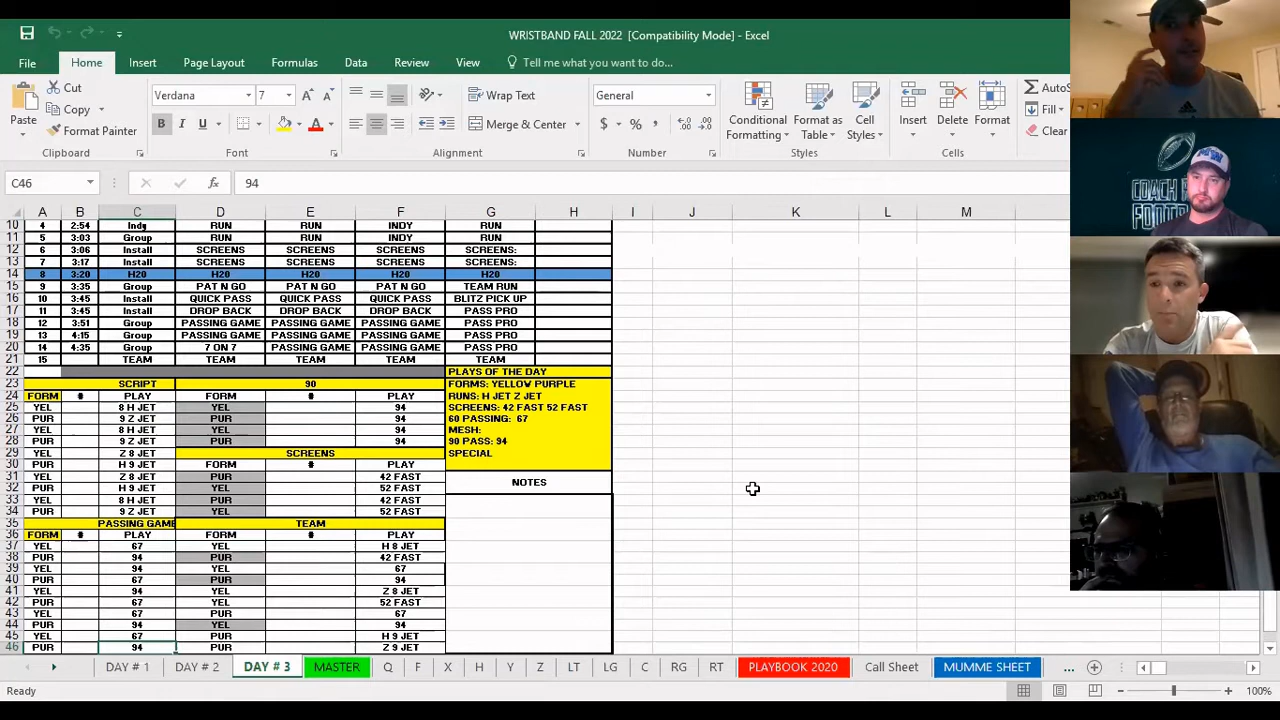 WRISTBAND FALL 2022 [Compatibility Mode] - Excel
File Home Insert Page Layout Formulas Data Review View Tell me what you want to do...
Cut
Copy
Format Painter
Paste
Verdana 7
B I U A
Wrap Text
Merge & Center
General
$ % ,
Conditional Formatting
Format as Table
Cell Styles
Insert Delete Format
AutoS
Fill
Clear
Clipboard Font Alignment Number Styles Cells
C46 fx 94
COACH
A B C D E F G H I J K L M
10 4 2:54 Indy RUN RUN INDY RUN
11 5 3:03 Group RUN RUN INDY RUN
12 6 3:06 Install SCREENS SCREENS SCREENS SCREENS:
13 7 3:17 Install SCREENS SCREENS SCREENS SCREENS:
14 8 3:20 H20 H20 H20 H20 H20
15 9 3:35 Group PAT N GO PAT N GO PAT N GO TEAM RUN
16 10 3:45 Install QUICK PASS QUICK PASS QUICK PASS BLITZ PICK UP
17 11 3:45 Install DROP BACK DROP BACK DROP BACK PASS PRO
18 12 3:51 Group PASSING GAME PASSING GAME PASSING GAME PASS PRO
19 13 4:15 Group PASSING GAME PASSING GAME PASSING GAME PASS PRO
20 14 4:35 Group 7 ON 7 PASSING GAME PASSING GAME PASS PRO
21 15 TEAM TEAM TEAM TEAM TEAM
22 PLAYS OF THE DAY
23 SCRIPT 90 FORMS: YELLOW PURPLE
24 FORM # PLAY FORM # PLAY RUNS: H JET Z JET
25 YEL 8 H JET YEL 94 SCREENS: 42 FAST 52 FAST
26 PUR 9 Z JET PUR 94 60 PASSING: 67
27 YEL 8 H JET YEL 94 MESH:
28 PUR 9 Z JET PUR 94 90 PASS: 94
29 YEL Z 8 JET SCREENS SPECIAL
30 PUR H 9 JET FORM # PLAY
31 YEL Z 8 JET PUR 42 FAST
32 PUR H 9 JET PUR 52 FAST NOTES
33 YEL 8 H JET YEL 42 FAST
34 PUR 9 Z JET YEL 52 FAST
35 PASSING GAME TEAM
36 FORM # PLAY FORM # PLAY
37 YEL 67 YEL H 8 JET
38 PUR 94 PUR 42 FAST
39 YEL 94 YEL 67
40 PUR 67 PUR 94
41 YEL 94 YEL Z 8 JET
42 PUR 67 PUR 52 FAST
43 YEL 67 PUR 67
44 PUR 94 YEL 94
45 YEL 67 PUR H 9 JET
46 PUR 94 PUR Z 9 JET
DAY # 1 DAY # 2 DAY # 3 MASTER Q F X H Y Z LT LG C RG RT PLAYBOOK 2020 Call Sheet MUMME SHEET ...
Ready 100%